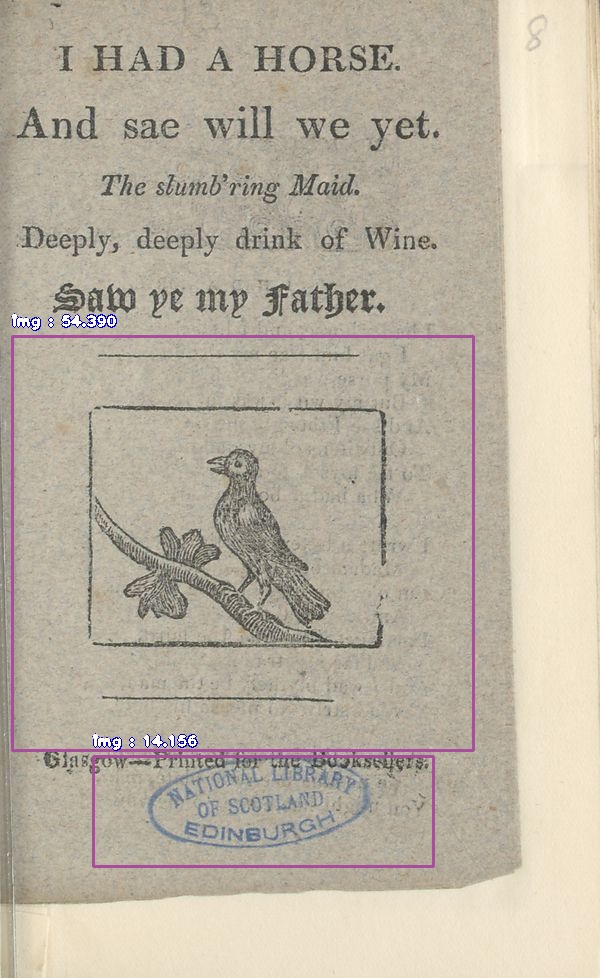 8
I HAD A HORSE.
And sae will we yet.
The slumb'ring Maid.
Deeply, deeply drink of Wine.
Saw ye my Father.
img : 54.390
img : 14.156
Glasgow—Printed for the Booksellers.
NATIONAL LIBRARY
OF SCOTLAND
EDINBURGH